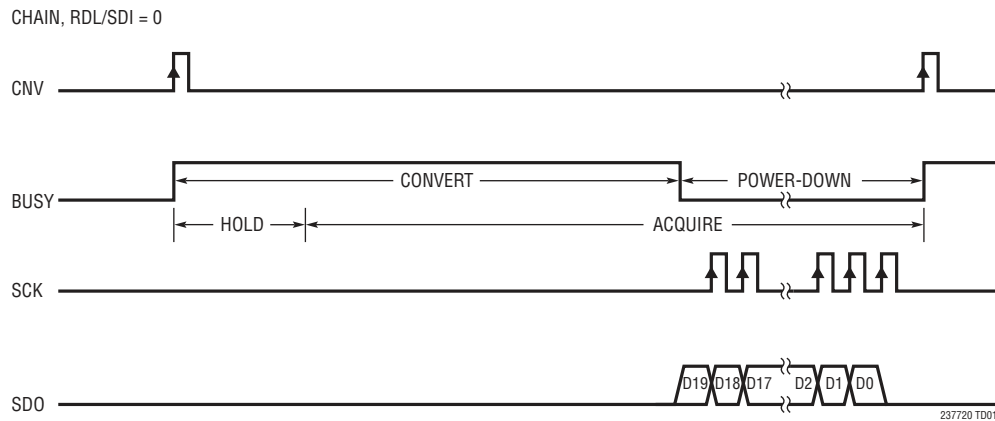 CHAIN, RDL/SDI = 0
CNV
CONVERT
POWER-DOWN
BUSY
HOLD
ACQUIRE
SCK
D19 D18 D17 D2 D1 D0
SDO
237720 TD01